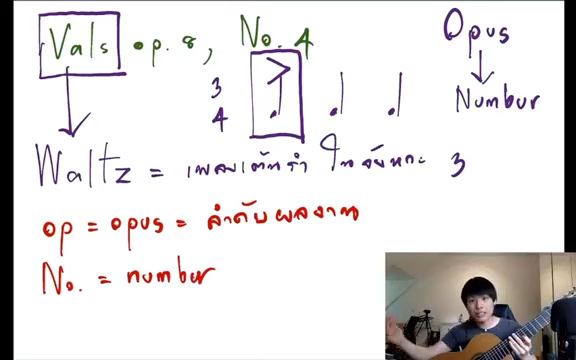 Vals op. 8, No. 4
Opus
Number
3
4
>
Waltz = เพลงเต้นรำ ในจังหวะ 3
op = opus = ลำดับผลงาน
No. = number